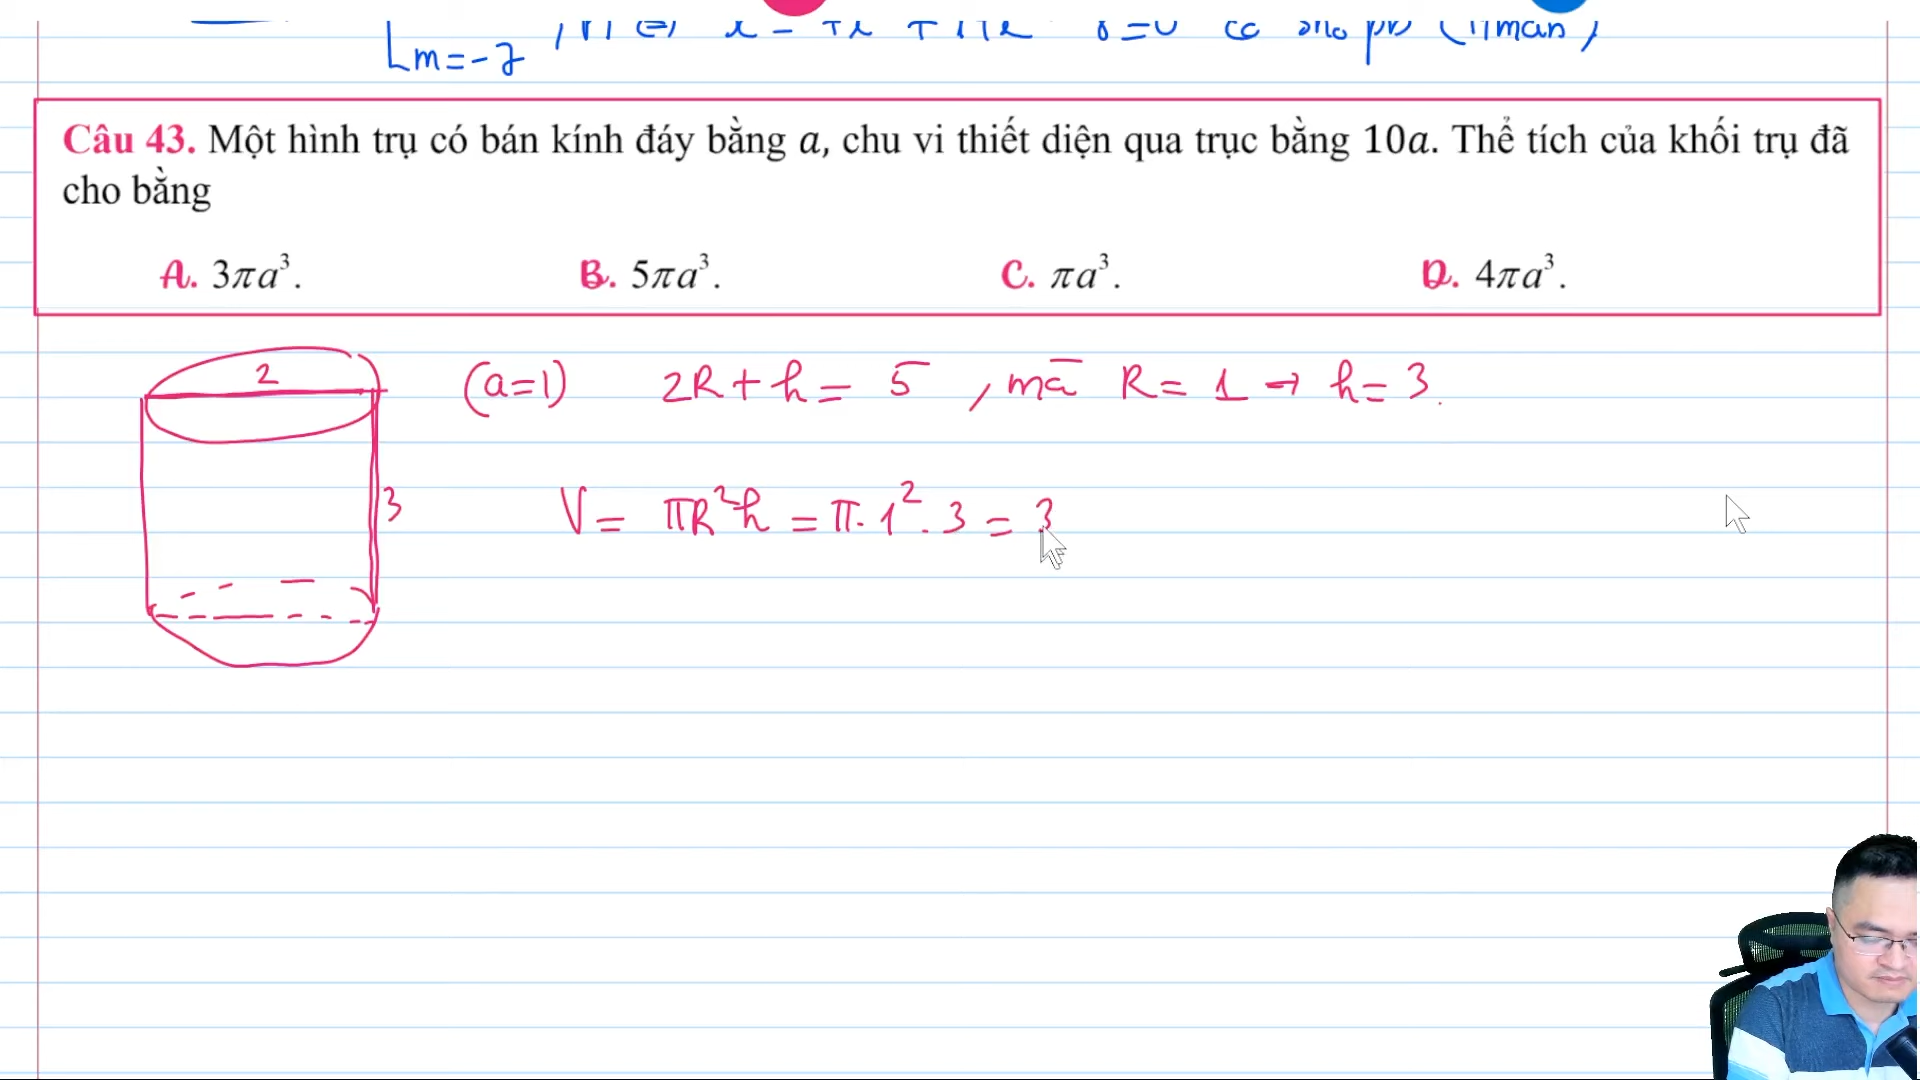 m = -7
Câu 43. Một hình trụ có bán kính đáy bằng a, chu vi thiết diện qua trục bằng 10a. Thể tích của khối trụ đã
cho bằng
A. 3πa³. B. 5πa³. C. πa³. D. 4πa³.
2
(a=1) 2R + h = 5 , mà R = 1 → h = 3.
3
V = πR²h = π. 1². 3 = 3